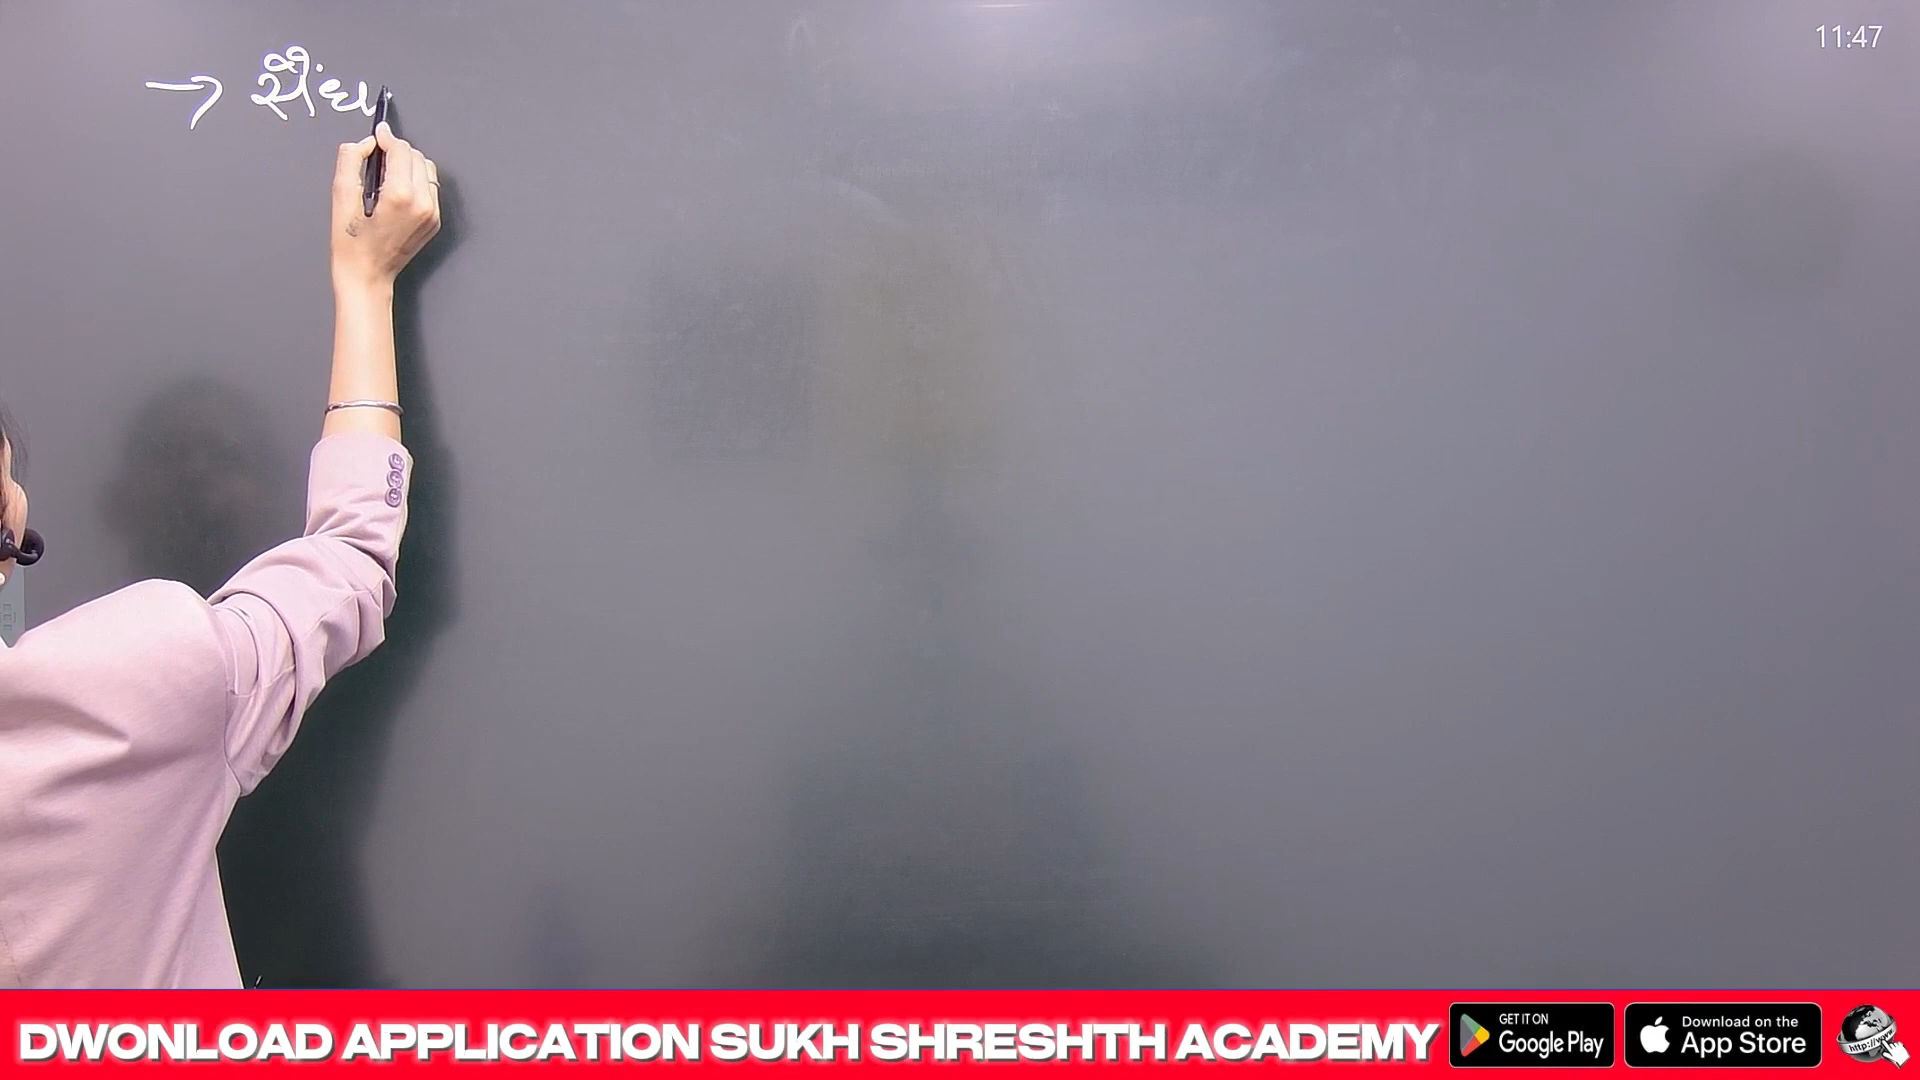 11:47
→ સૈંધ
DWONLOAD APPLICATION SUKH SHRESHTH ACADEMY
GET IT ON
Google Play
Download on the
App Store